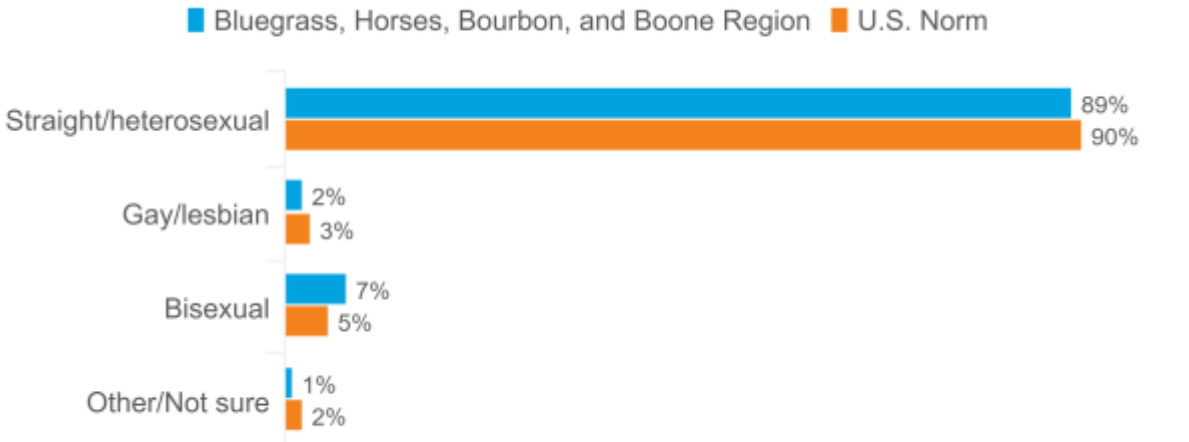 Bluegrass, Horses, Bourbon, and Boone Region U.S. Norm
Straight/heterosexual
89%
90%
Gay/lesbian
2%
3%
Bisexual
7%
5%
Other/Not sure
1%
2%